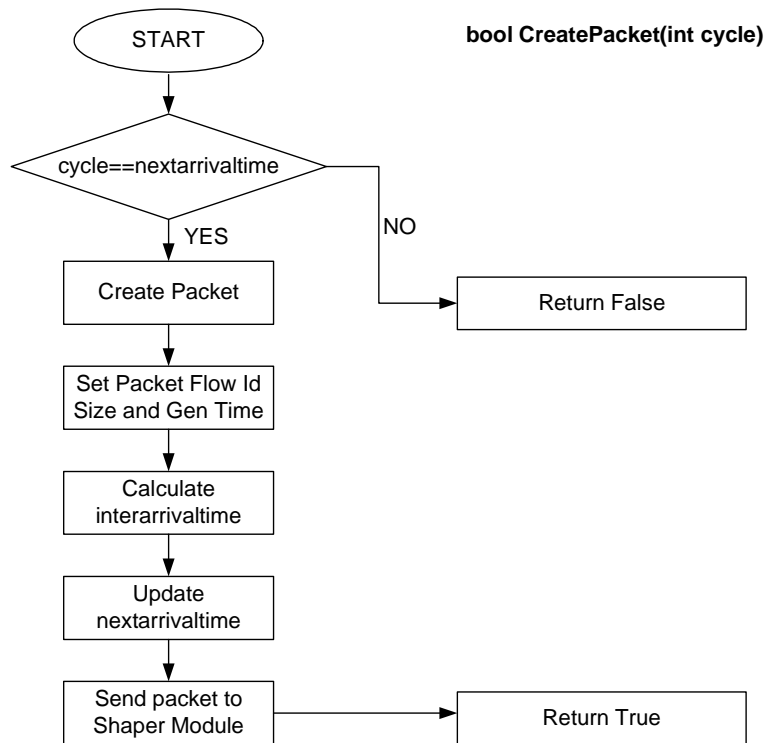 START
bool CreatePacket(int cycle)
cycle==nextarrivaltime
YES
NO
Create Packet
Return False
Set Packet Flow Id
Size and Gen Time
Calculate
interarrivaltime
Update
nextarrivaltime
Send packet to
Shaper Module
Return True